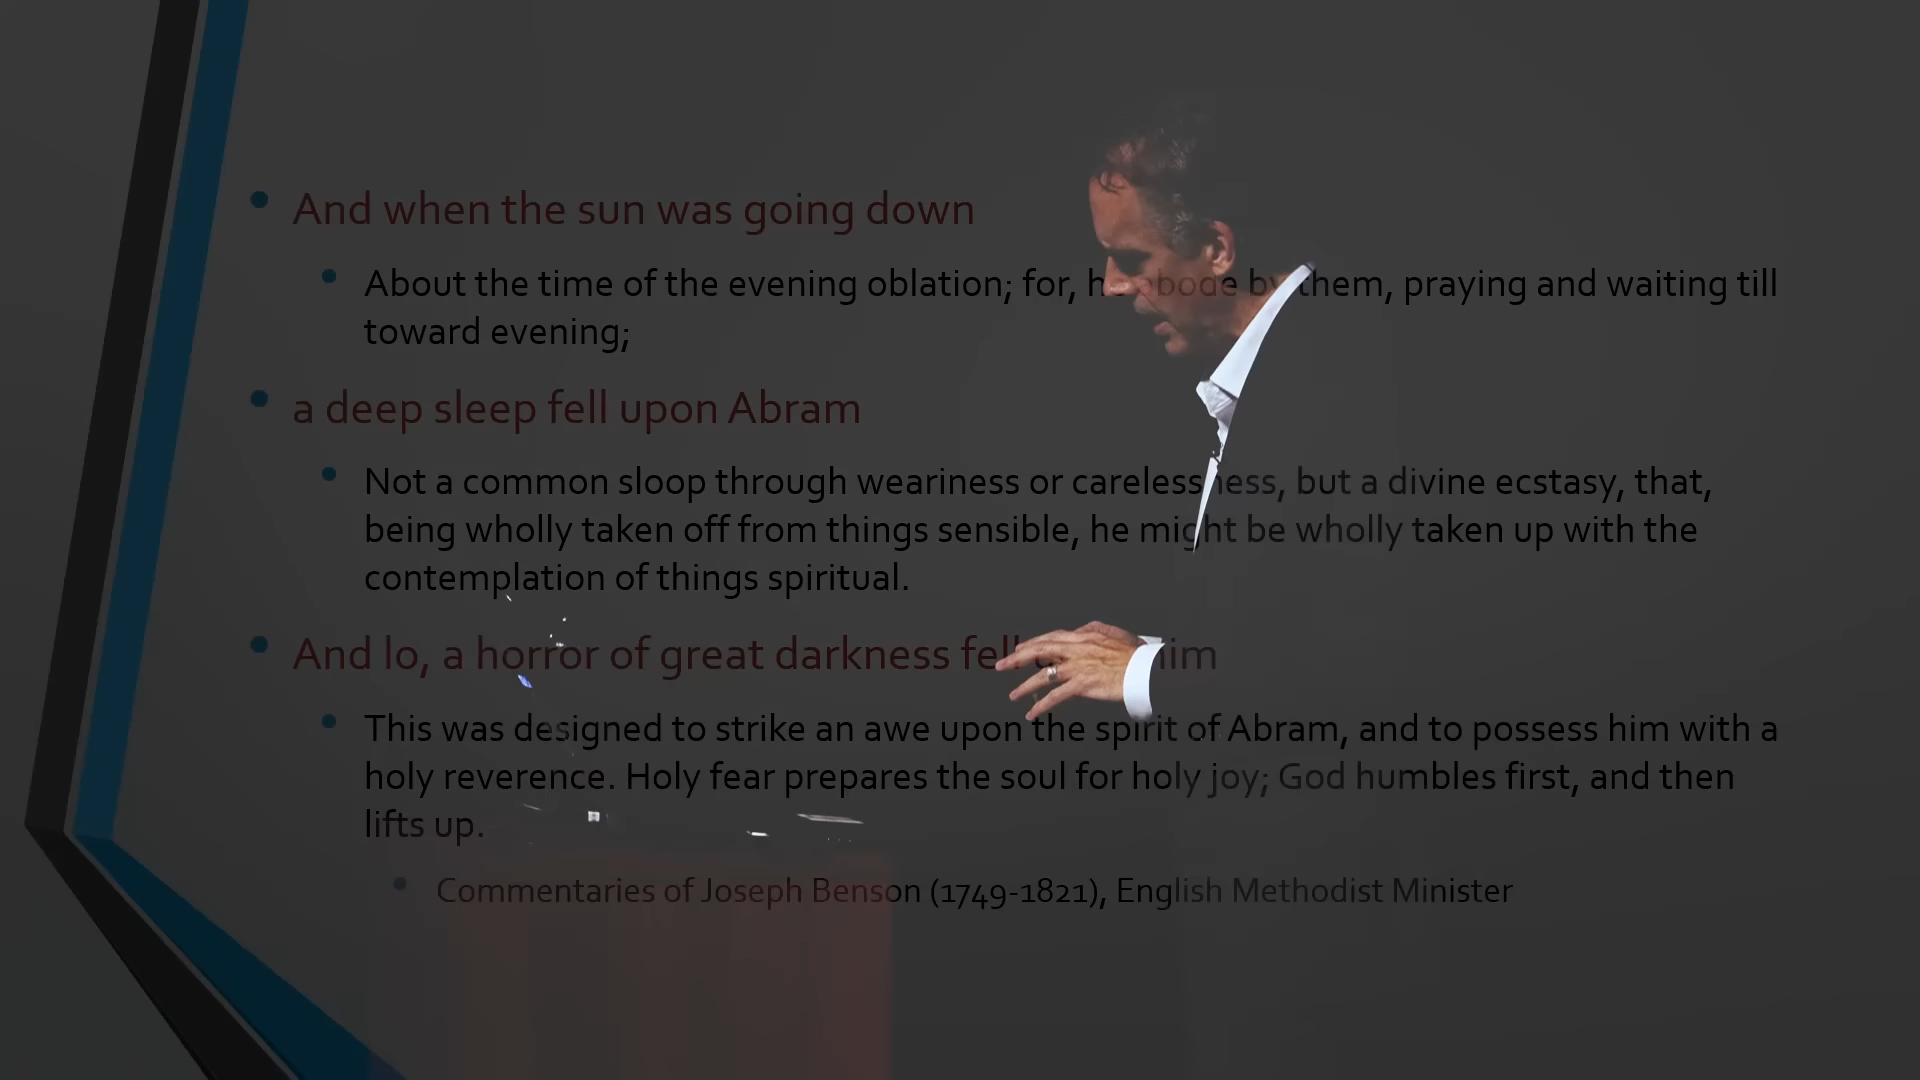 And when the sun was going down
About the time of the evening oblation; for, he abode by them, praying and waiting till
toward evening;
a deep sleep fell upon Abram
Not a common sloop through weariness or carelessness, but a divine ecstasy, that,
being wholly taken off from things sensible, he might be wholly taken up with the
contemplation of things spiritual.
And lo, a horror of great darkness fell him
This was designed to strike an awe upon the spirit of Abram, and to possess him with a
holy reverence. Holy fear prepares the soul for holy joy; God humbles first, and then
lifts up.
Commentaries of Joseph Benson (1749-1821), English Methodist Minister